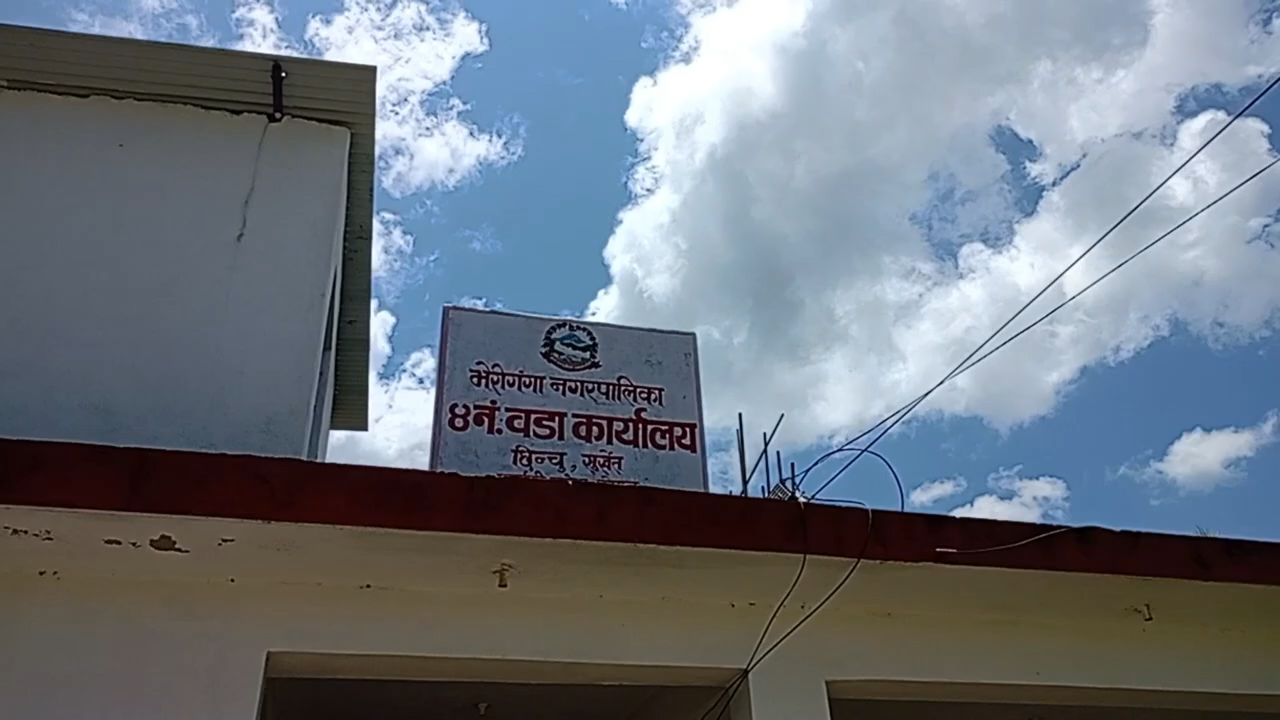 भेरीगंगा नगरपालिका
४नं. वडा कार्यालय
छिन्चु, सुर्खेत